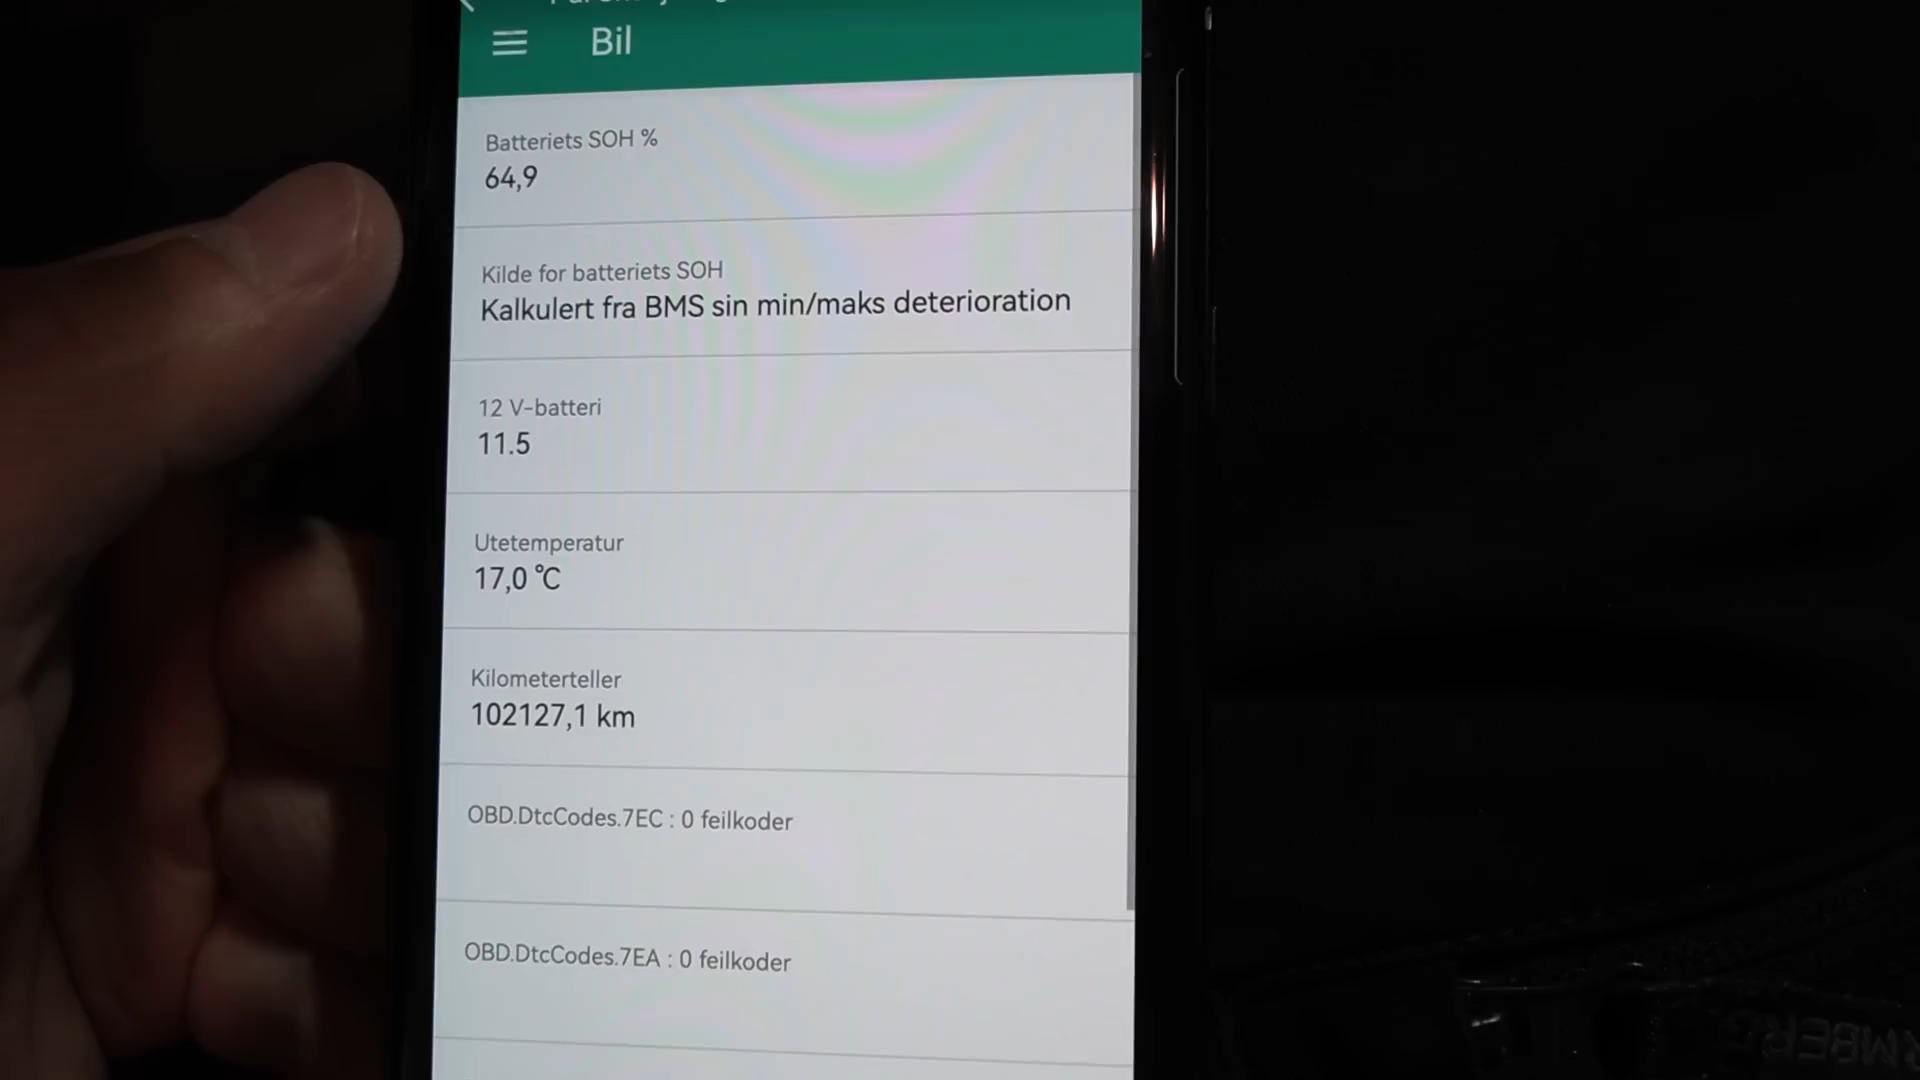 Bil
Batteriets SOH %
64,9
Kilde for batteriets SOH
Kalkulert fra BMS sin min/maks deterioration
12 V-batteri
11.5
Utetemperatur
17,0 °C
Kilometerteller
102127,1 km
OBD.DtcCodes.7EC : 0 feilkoder
OBD.DtcCodes.7EA : 0 feilkoder